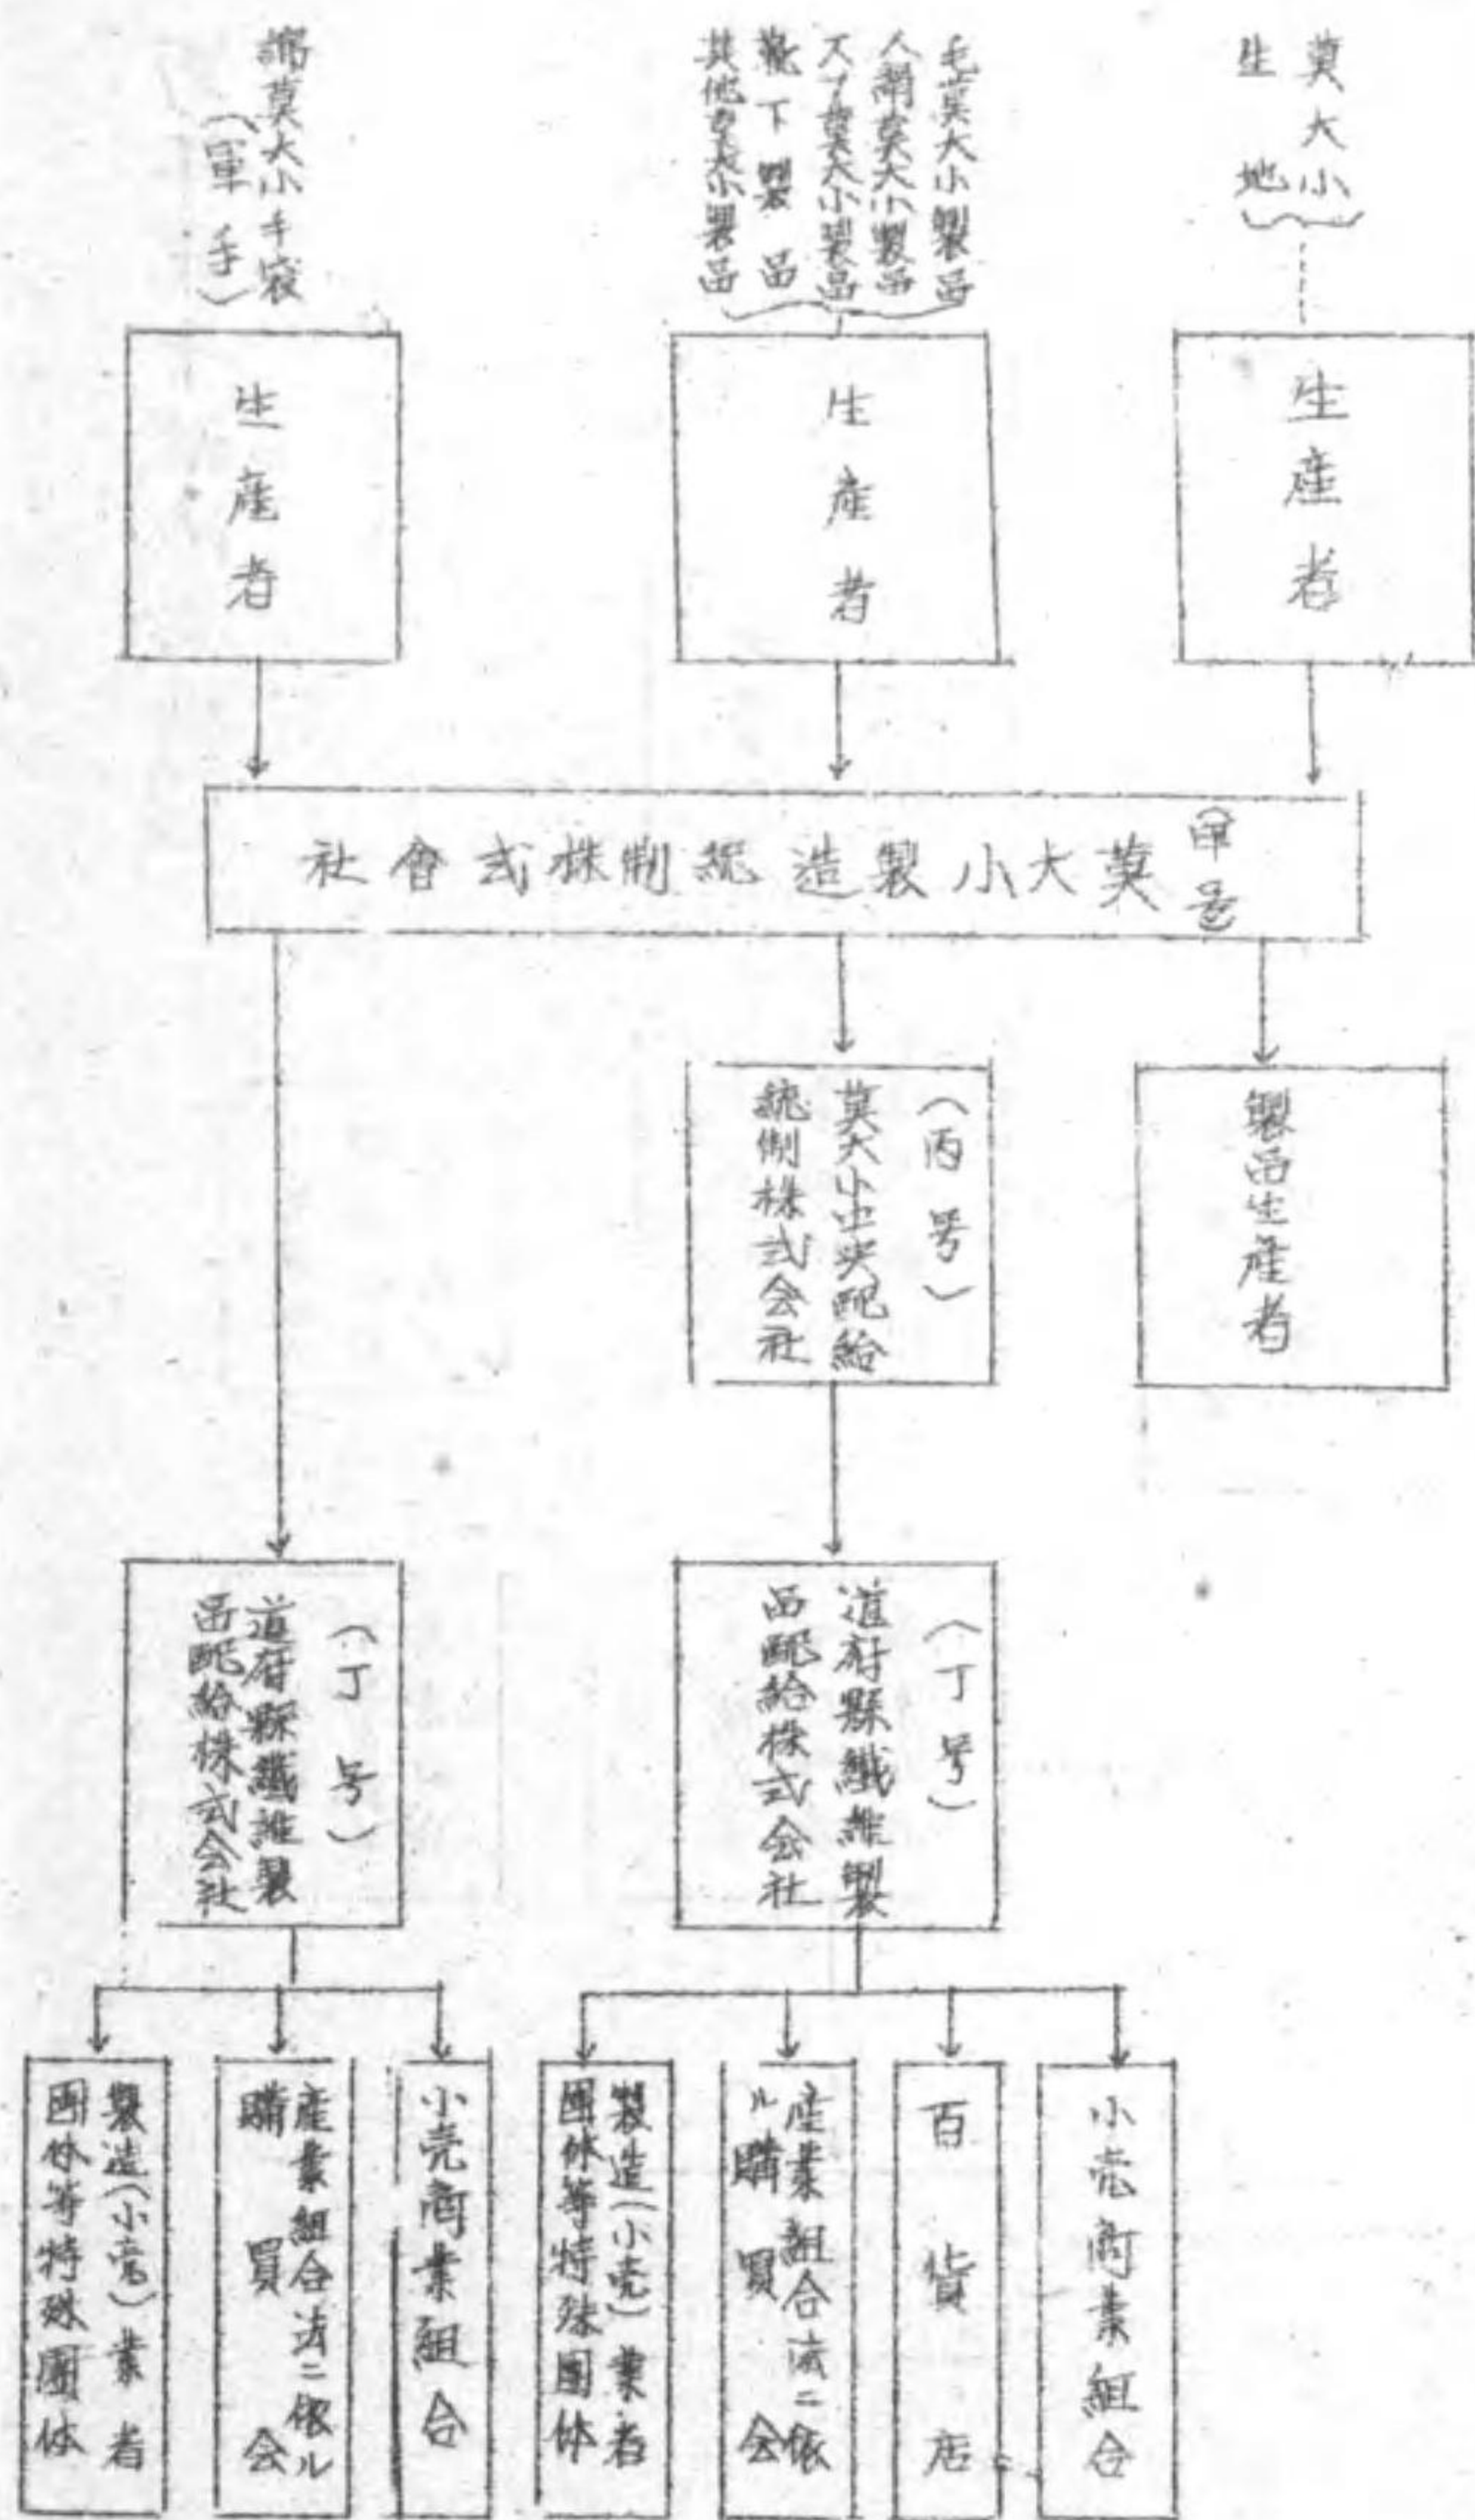 莫大小
生地
生産者
毛莫大小製品
人絹莫大小製品
スフ莫大小製品
靴下製品
其他莫大小製品
生産者
綿莫大小手袋
(軍手)
生産者
(甲号)
莫大小製造統制株式會社
製品生産者
(丙号)
莫大小中央配給
統制株式会社
(丁号)
道府縣繊維製
品配給株式会社
(丁号)
道府縣繊維製
品配給株式会社
小売商業組合
百貨店
産業組合法ニ依
ル購買会
製造(小売)業者
団体等特殊団体
小売商業組合
産業組合法ニ依ル
購買会
製造(小売)業者
団体等特殊團体